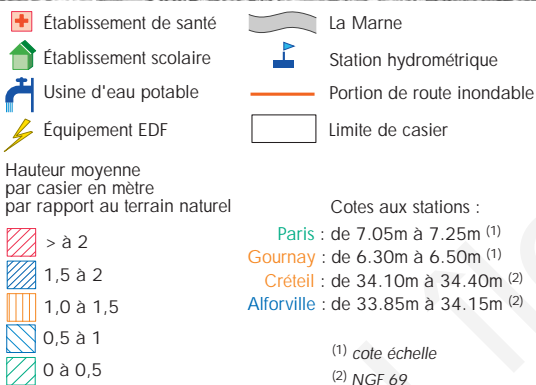 Établissement de santé
Établissement scolaire
Usine d'eau potable
Équipement EDF
La Marne
Station hydrométrique
Portion de route inondable
Limite de casier
Hauteur moyenne
par casier en mètre
par rapport au terrain naturel
> à 2
1,5 à 2
1,0 à 1,5
0,5 à 1
0 à 0,5
Cotes aux stations :
Paris : de 7.05m à 7.25m (1)
Gournay : de 6.30m à 6.50m (1)
Créteil : de 34.10m à 34.40m (2)
Alforville : de 33.85m à 34.15m (2)
(1) cote échelle
(2) NGF 69